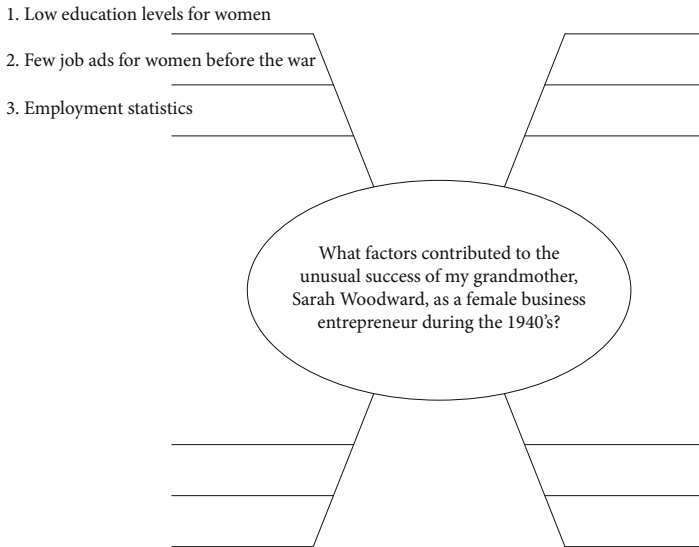 1. Low education levels for women
2. Few job ads for women before the war
3. Employment statistics
What factors contributed to the
unusual success of my grandmother,
Sarah Woodward, as a female business
entrepreneur during the 1940’s?